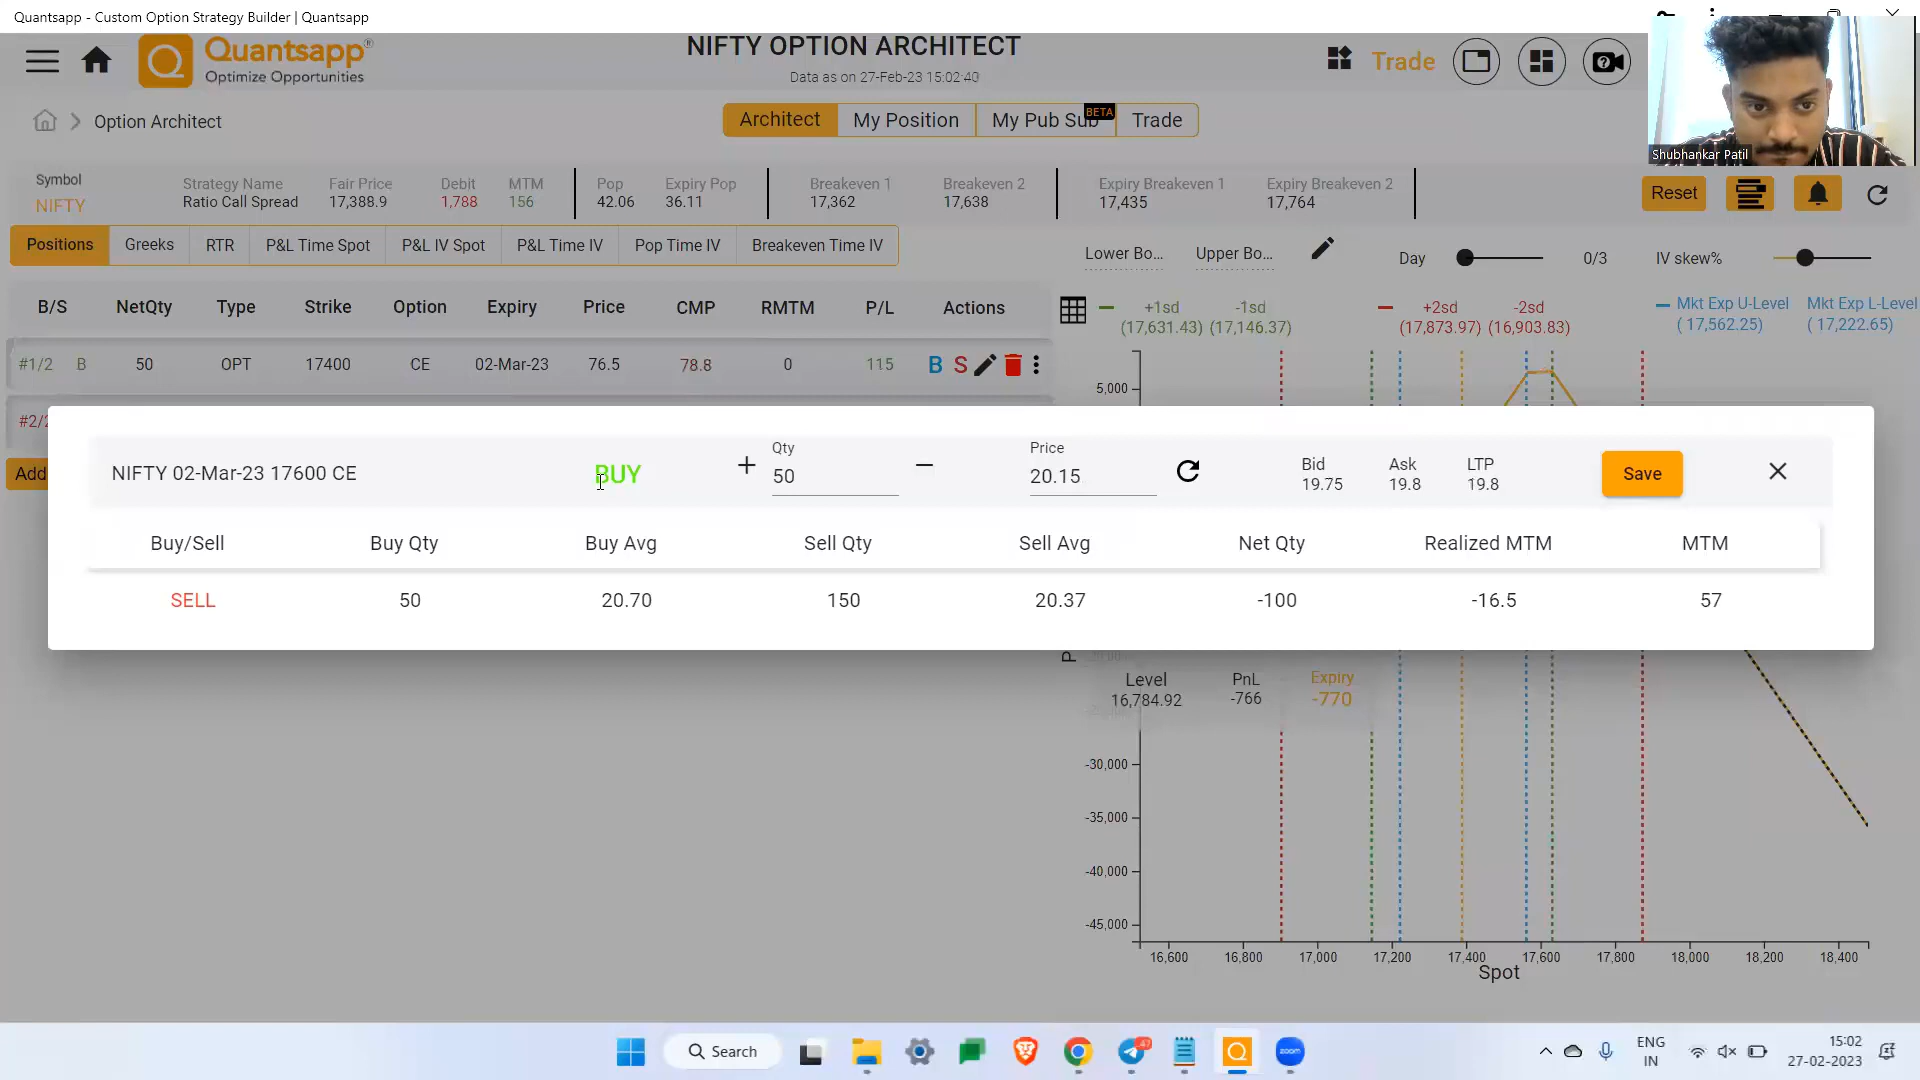 Quantsapp - Custom Option Strategy Builder | Quantsapp
Quantsapp®
Optimize Opportunities
NIFTY OPTION ARCHITECT
Data as on 27-Feb-23 15:02:40
Trade
Shubhankar Patil
Option Architect
Architect
My Position
My Pub Sub
BETA
Trade
Symbol
NIFTY
Strategy Name
Ratio Call Spread
Fair Price
17,388.9
Debit
1,788
MTM
156
Pop
42.06
Expiry Pop
36.11
Breakeven 1
17,362
Breakeven 2
17,638
Expiry Breakeven 1
17,435
Expiry Breakeven 2
17,764
Reset
Positions
Greeks
RTR
P&L Time Spot
P&L IV Spot
P&L Time IV
Pop Time IV
Breakeven Time IV
Lower Bo...
Upper Bo...
Day
0/3
IV skew%
B/S NetQty Type Strike Option Expiry Price CMP RMTM P/L Actions
#1/2 B 50 OPT 17400 CE 02-Mar-23 76.5 78.8 0 115 B S
#2/2
Add
+1sd
(17,631.43)
-1sd
(17,146.37)
+2sd
(17,873.97)
-2sd
(16,903.83)
Mkt Exp U-Level
( 17,562.25)
Mkt Exp L-Level
( 17,222.65)
5,000
NIFTY 02-Mar-23 17600 CE
BUY
+
Qty
50
−
Price
20.15
Bid
19.75
Ask
19.8
LTP
19.8
Save
Buy/Sell Buy Qty Buy Avg Sell Qty Sell Avg Net Qty Realized MTM MTM
SELL 50 20.70 150 20.37 -100 -16.5 57
Level
16,784.92
PnL
-766
Expiry
-770
-30,000
-35,000
-40,000
-45,000
16,600 16,800 17,000 17,200 17,400 17,600 17,800 18,000 18,200 18,400
Spot
Search
47
zoom
ENG
IN
15:02
27-02-2023